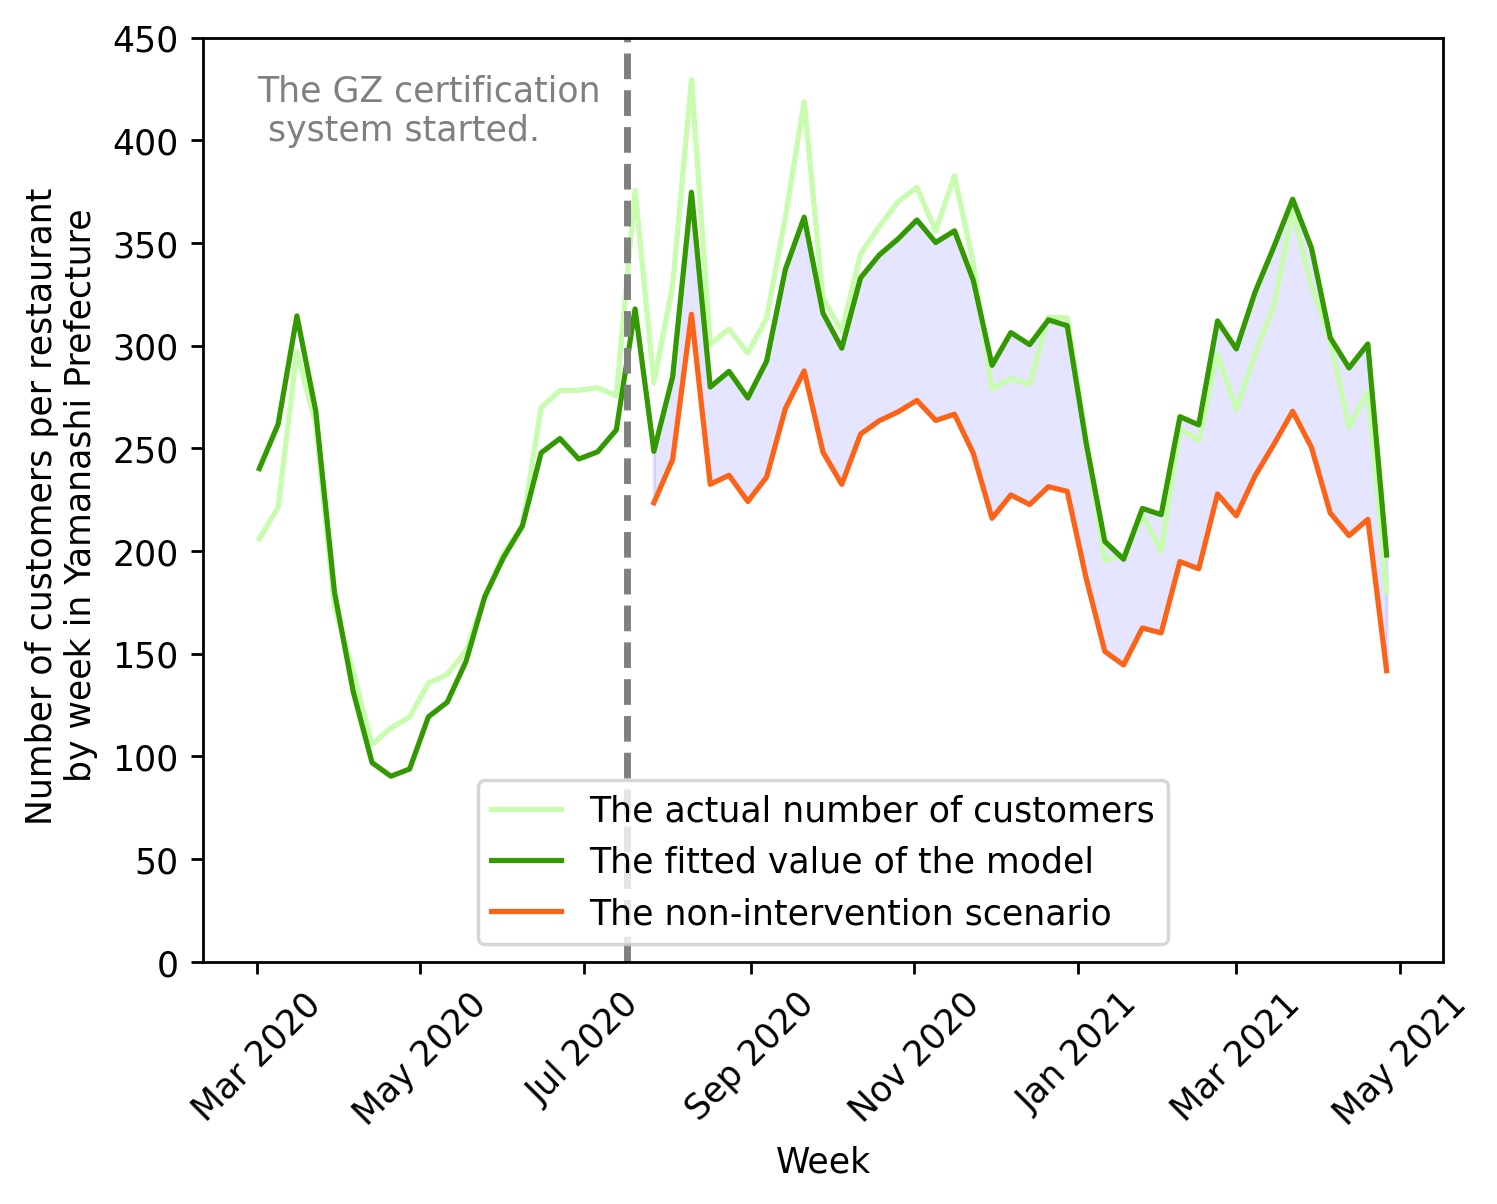 The GZ certification
system started.
Number of customers per restaurant
by week in Yamanashi Prefecture
450
400
350
300
250
200
150
100
50
0
The actual number of customers
The fitted value of the model
The non-intervention scenario
Mar 2020
May 2020
Jul 2020
Sep 2020
Nov 2020
Jan 2021
Mar 2021
May 2021
Week